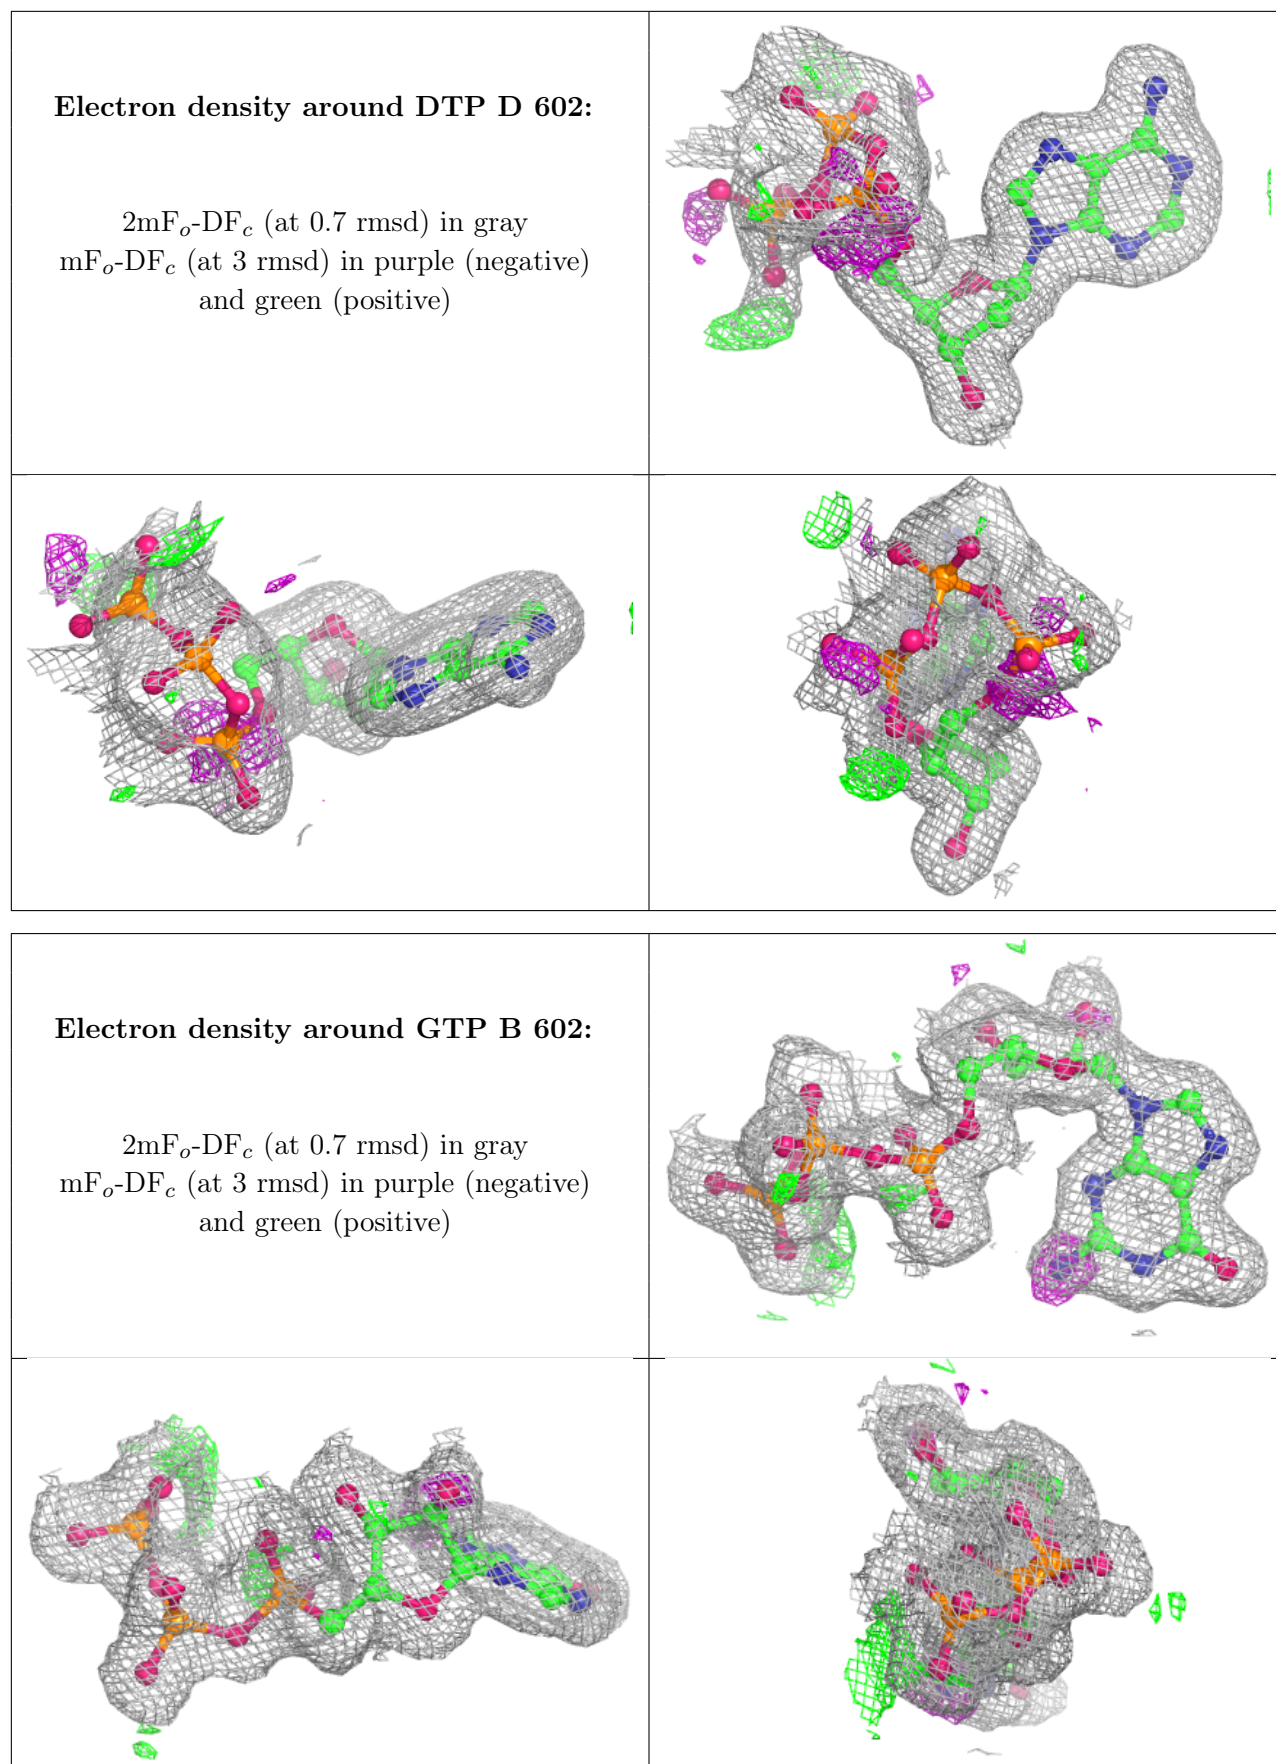 Electron density around DTP D 602:
2mFo-DFc (at 0.7 rmsd) in gray
mFo-DFc (at 3 rmsd) in purple (negative)
and green (positive)
Electron density around GTP B 602:
2mFo-DFc (at 0.7 rmsd) in gray
mFo-DFc (at 3 rmsd) in purple (negative)
and green (positive)